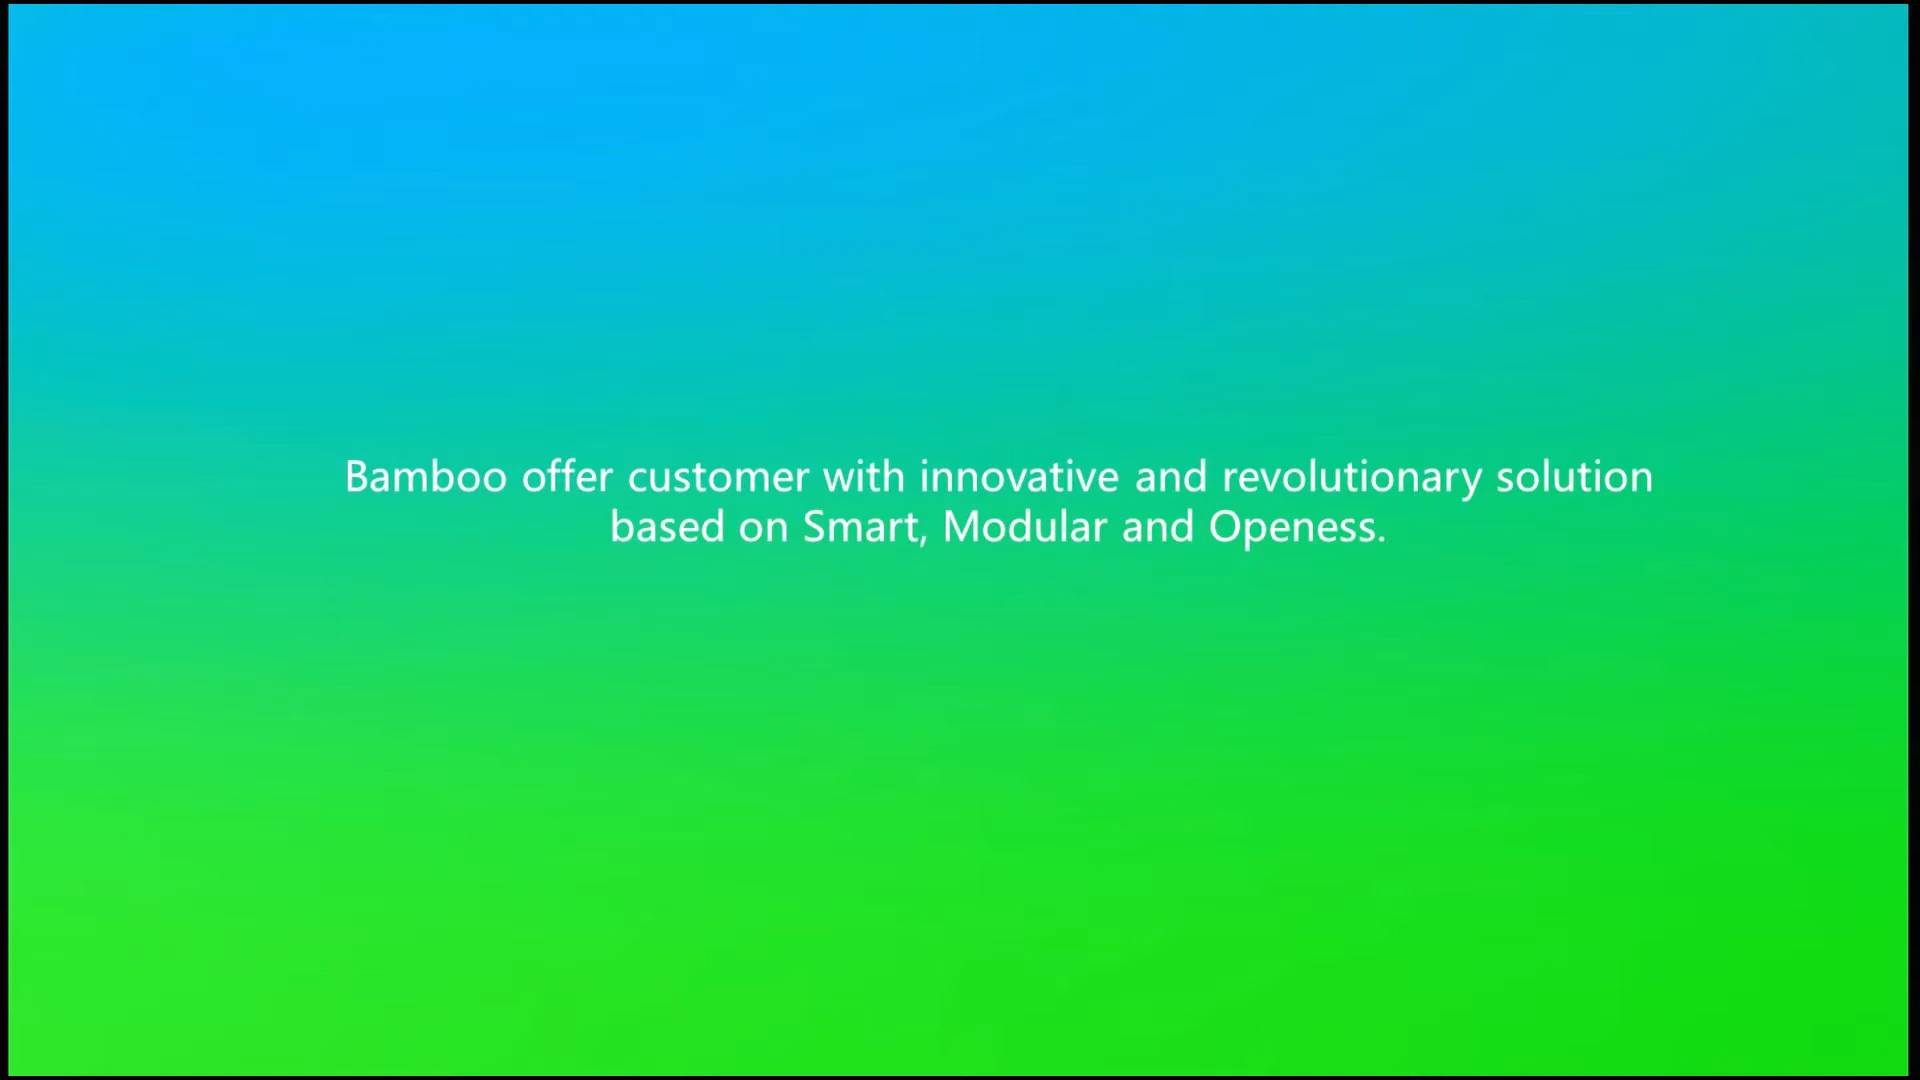 Bamboo offer customer with innovative and revolutionary solution
based on Smart, Modular and Openess.